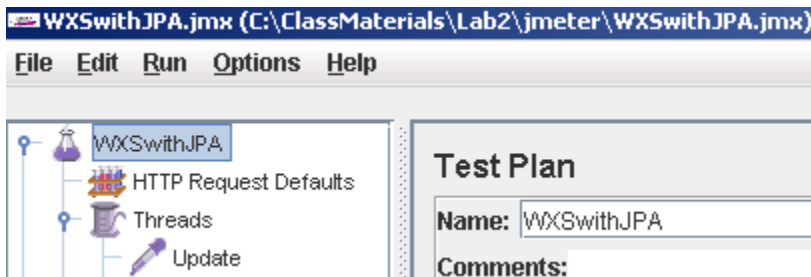 WXSwithJPA.jmx (C:\ClassMaterials\Lab2\jmeter\WXSwithJPA.jmx)
File Edit Run Options Help
WXSwithJPA
HTTP Request Defaults
Threads
Update
Test Plan
Name: WXSwithJPA
Comments: